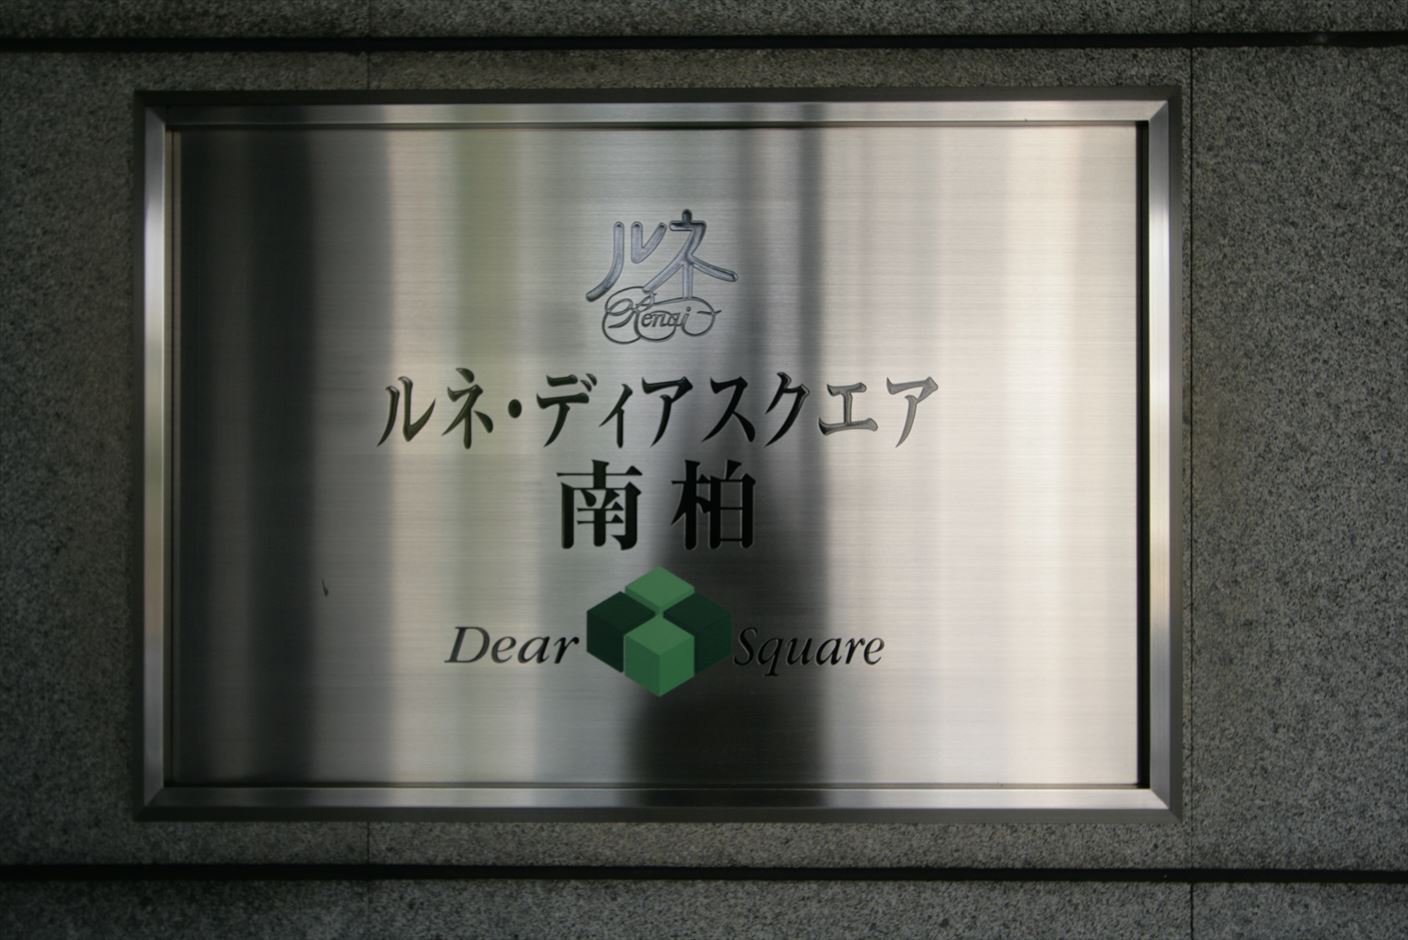 ルネ
Renai
ルネ・ディアスクエア
南柏
Dear Square